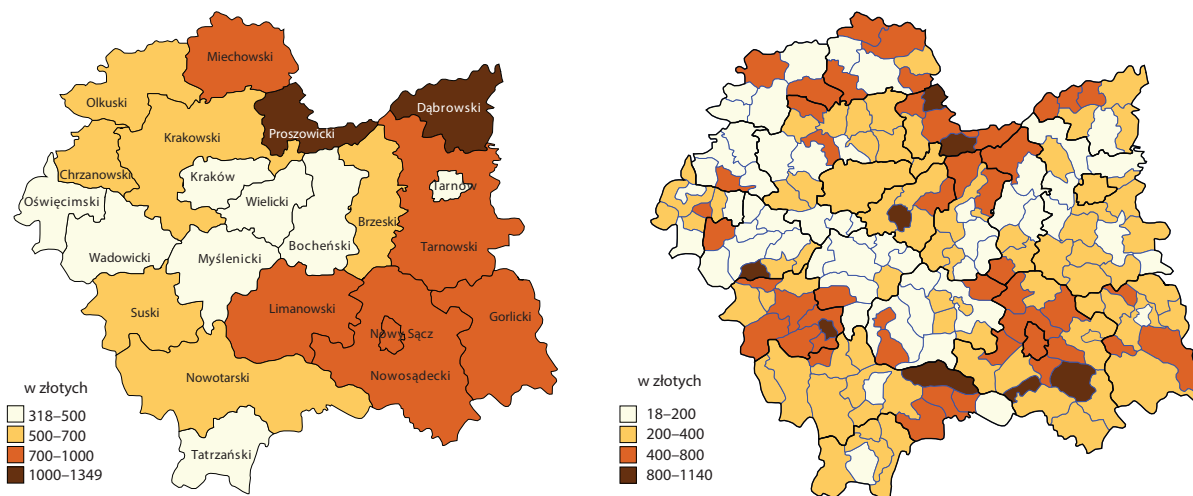 Miechowski
Olkuski
Dąbrowski
Proszowicki
Krakowski
Chrzanowski
Kraków
Tarnów
Oświęcimski
Wielicki
Brzeski
Bocheński
Tarnowski
Wadowicki
Myślenicki
Suski
Limanowski
Gorlicki
Nowy Sącz
Nowotarski
Nowosądecki
Tatrzański
w złotych
318–500
500–700
700–1000
1000–1349
w złotych
18–200
200–400
400–800
800–1140